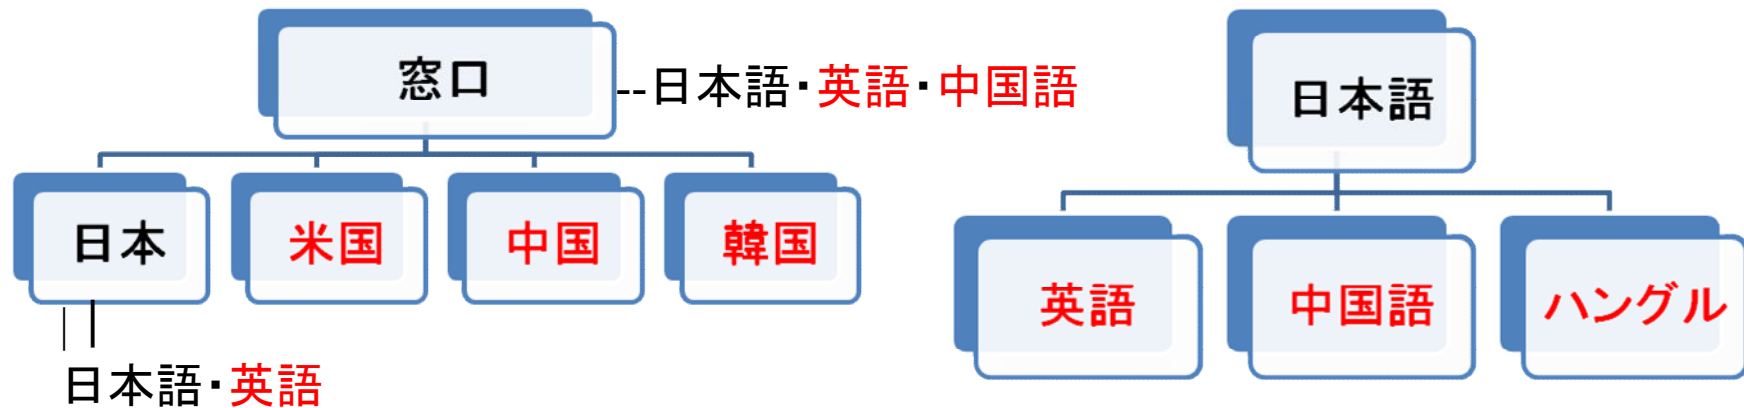 窓口
--日本語・英語・中国語
日本
米国
中国
韓国
日本語・英語
日本語
英語
中国語
ハングル